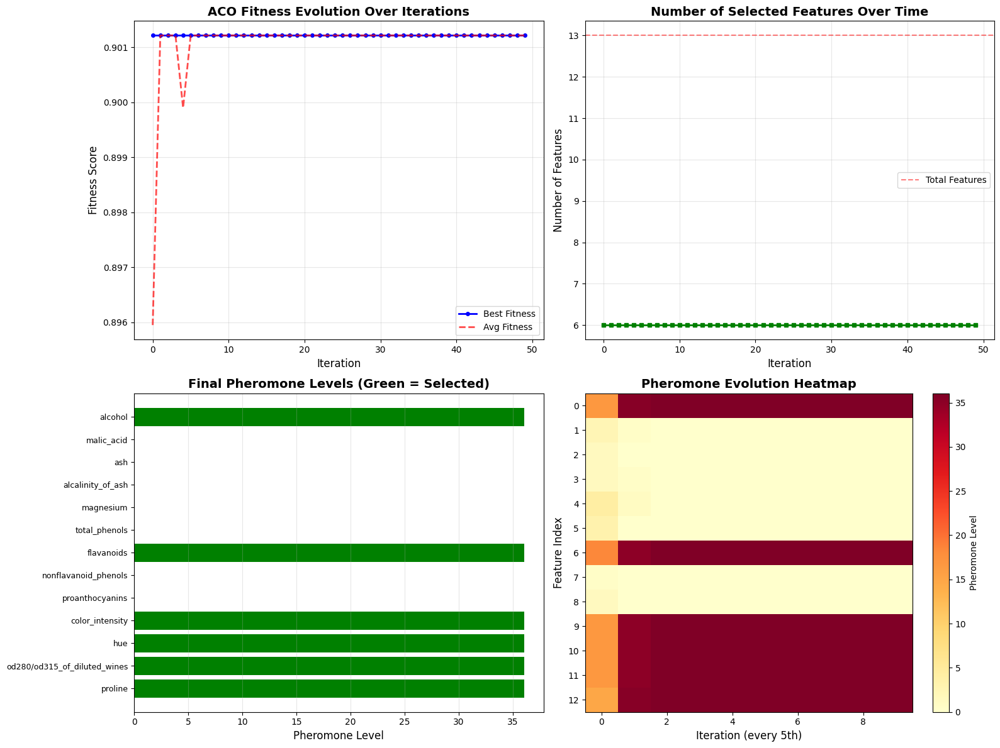 ACO Fitness Evolution Over Iterations
Fitness Score
0.901
0.900
0.899
0.898
0.897
0.896
0 10 20 30 40 50
Iteration
Best Fitness
Avg Fitness
Number of Selected Features Over Time
Number of Features
13
12
11
10
9
8
7
6
0 10 20 30 40 50
Iteration
Total Features
Final Pheromone Levels (Green = Selected)
alcohol
malic_acid
ash
alcalinity_of_ash
magnesium
total_phenols
flavanoids
nonflavanoid_phenols
proanthocyanins
color_intensity
hue
od280/od315_of_diluted_wines
proline
0 5 10 15 20 25 30 35
Pheromone Level
Pheromone Evolution Heatmap
Feature Index
0
1
2
3
4
5
6
7
8
9
10
11
12
0 2 4 6 8
Iteration (every 5th)
35
30
25
20
15
10
5
0
Pheromone Level